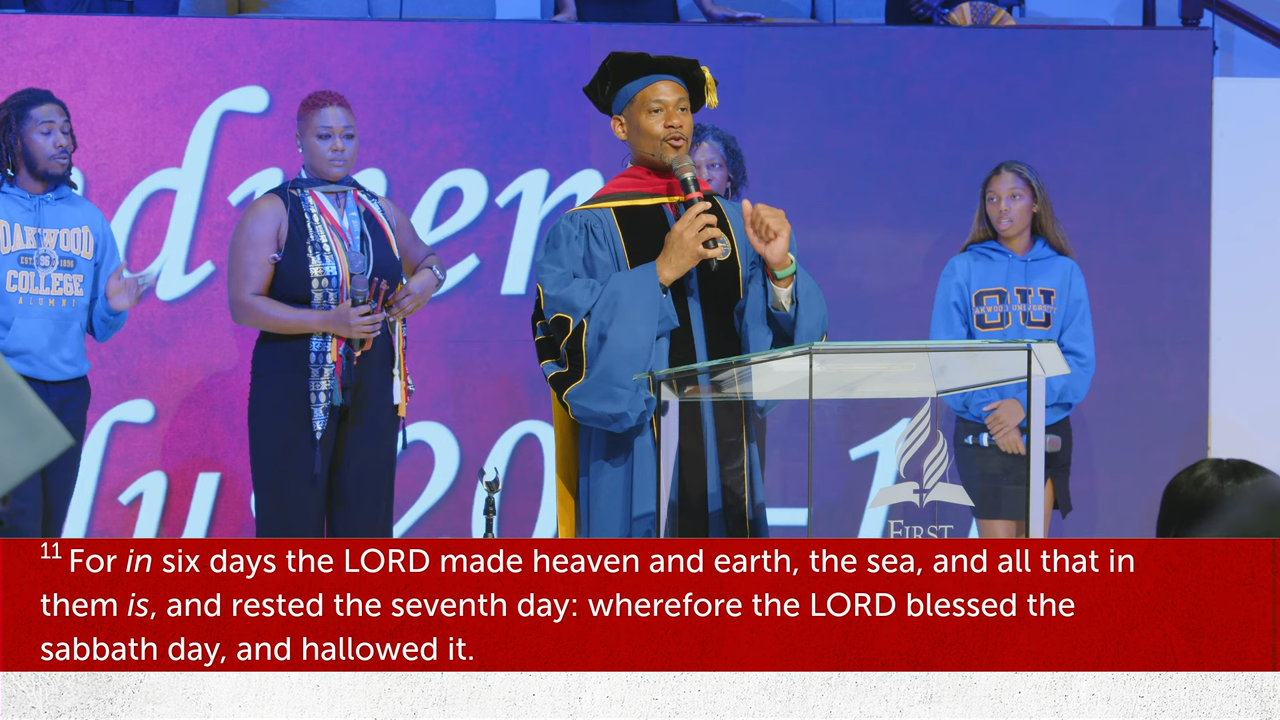 OAKWOOD
EST. 96 1896
COLLEGE
ALUMNI
OU
OAKWOOD UNIVERSITY
FIRST
11 For in six days the LORD made heaven and earth, the sea, and all that in
them is, and rested the seventh day: wherefore the LORD blessed the
sabbath day, and hallowed it.